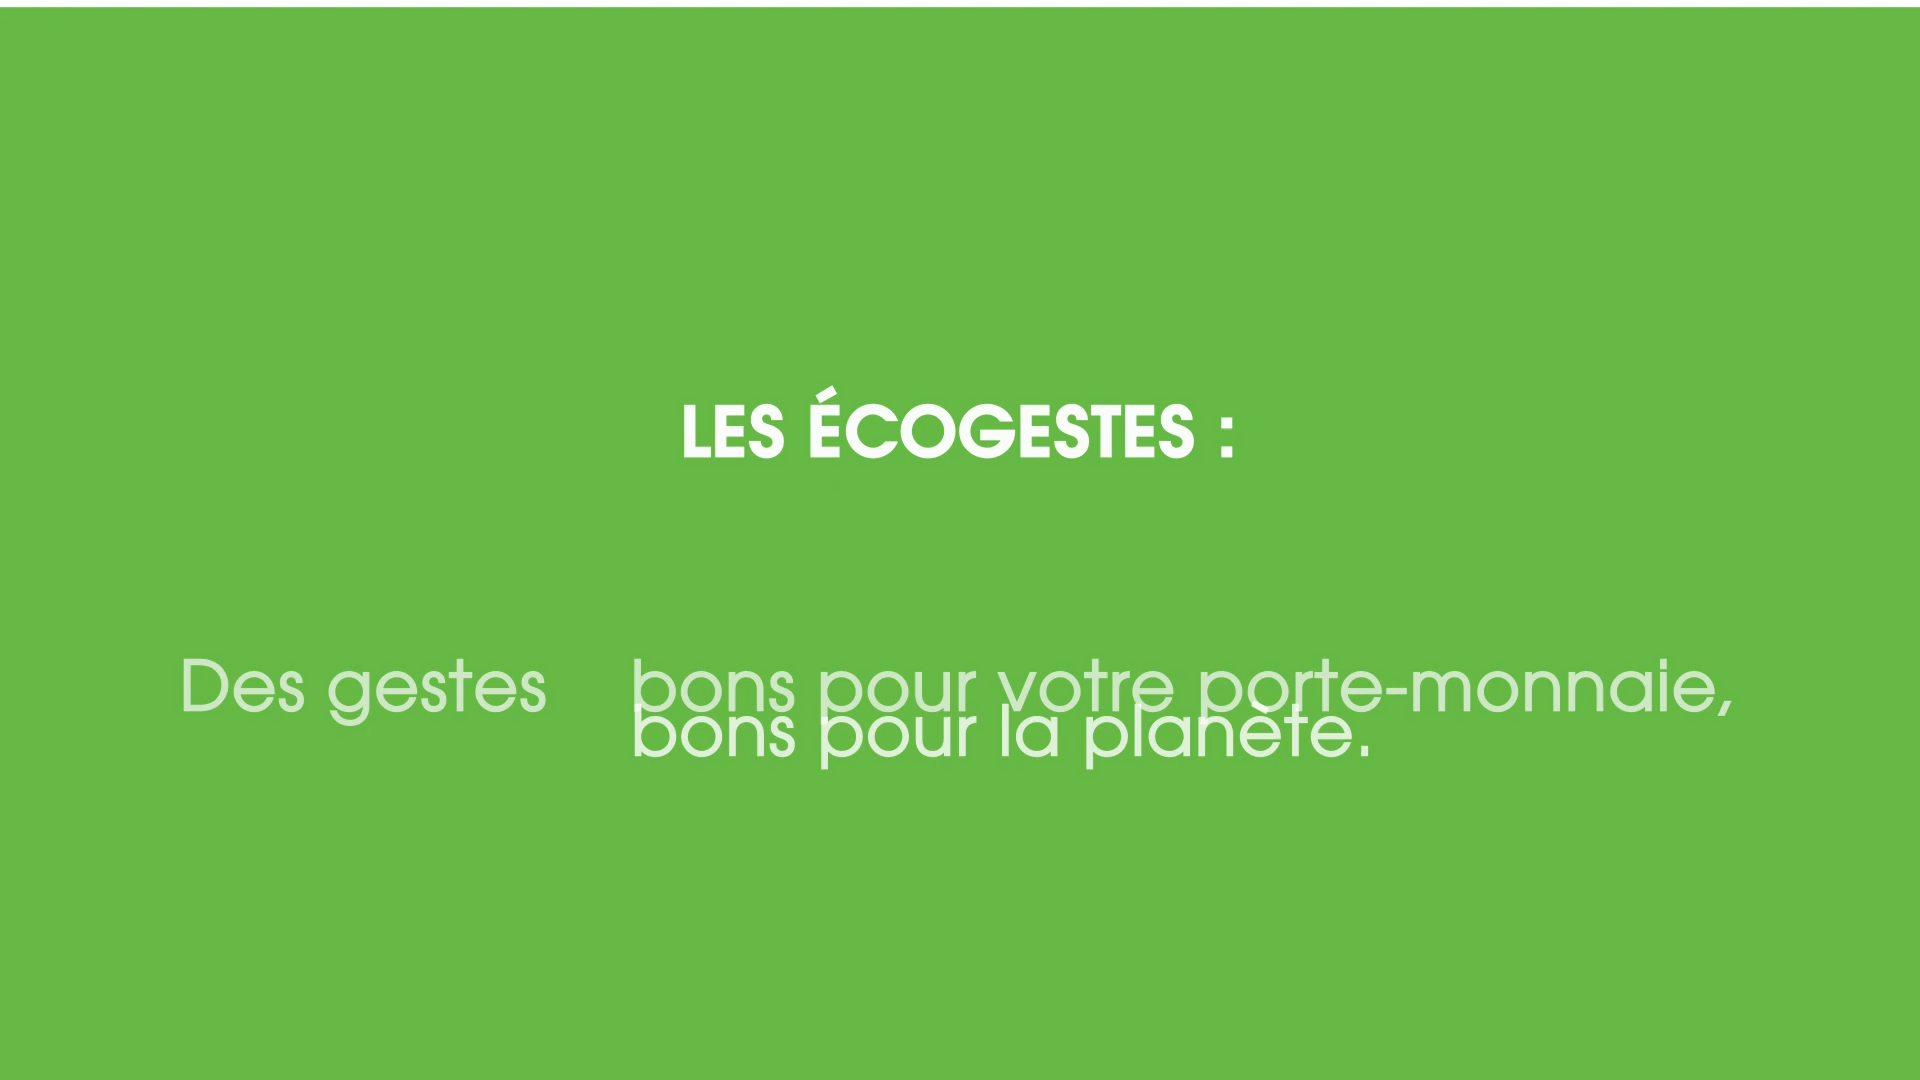 LES ÉCOGESTES :
Des gestes bons pour votre porte-monnaie,
bons pour la planète.